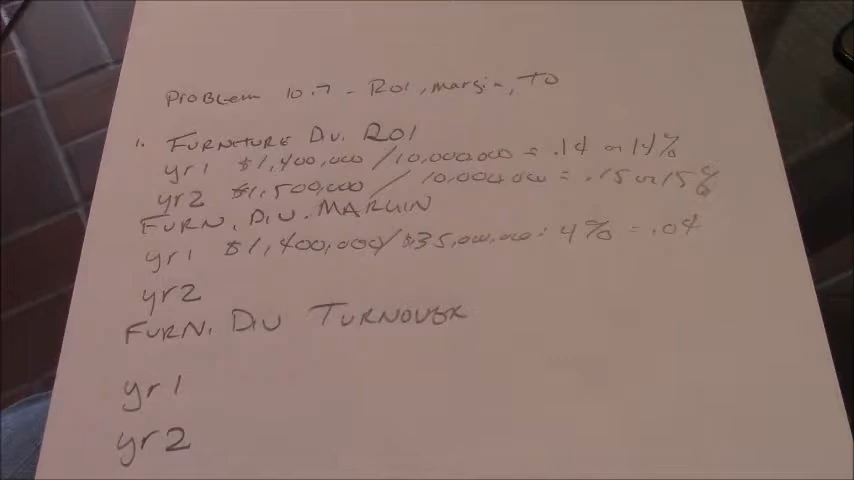 Problem 10.7 - ROI, margin, TO
1. FURNITURE DIV. ROI
yr1 $1,400,000/10,000,000 = .14 or 14%
yr2 $1,500,000/10,000,000 = .15 or 15%
FURN. DIV. MARGIN
yr1 $1,400,000/$35,000,000 = 4% = .04
yr2
FURN. DIV TURNOVER
yr1
yr2